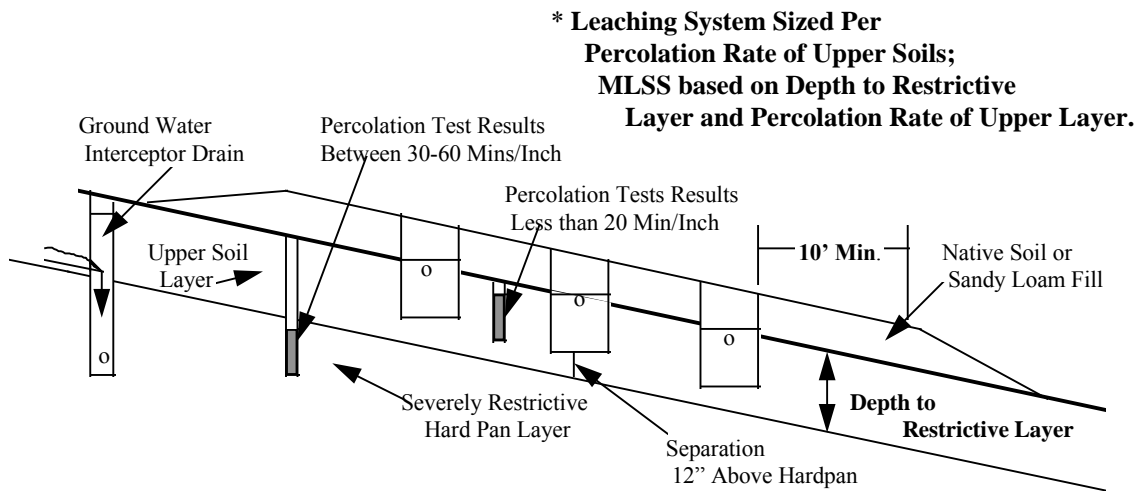 * Leaching System Sized Per
Percolation Rate of Upper Soils;
MLSS based on Depth to Restrictive
Layer and Percolation Rate of Upper Layer.
Ground Water
Interceptor Drain
Percolation Test Results
Between 30-60 Mins/Inch
Percolation Tests Results
Less than 20 Min/Inch
10’ Min.
Native Soil or
Sandy Loam Fill
Upper Soil
Layer
o
o
o
o
Severely Restrictive
Hard Pan Layer
Separation
12” Above Hardpan
Depth to
Restrictive Layer